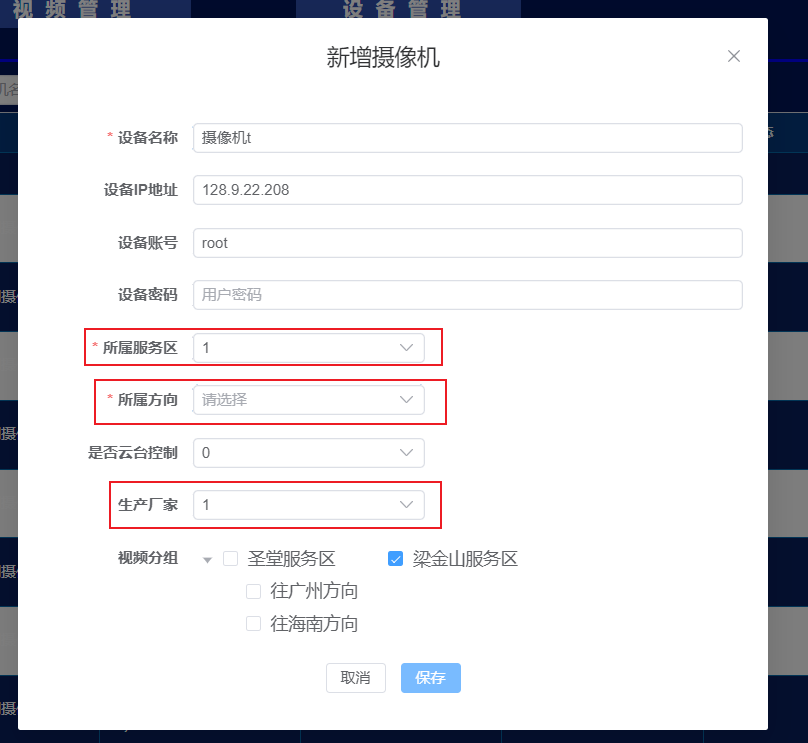 视频管理 设备管理
新增摄像机
* 设备名称 摄像机t
设备IP地址 128.9.22.208
设备账号 root
设备密码 用户密码
* 所属服务区 1
* 所属方向 请选择
是否云台控制 0
生产厂家 1
视频分组 圣堂服务区 梁金山服务区
往广州方向
往海南方向
取消 保存